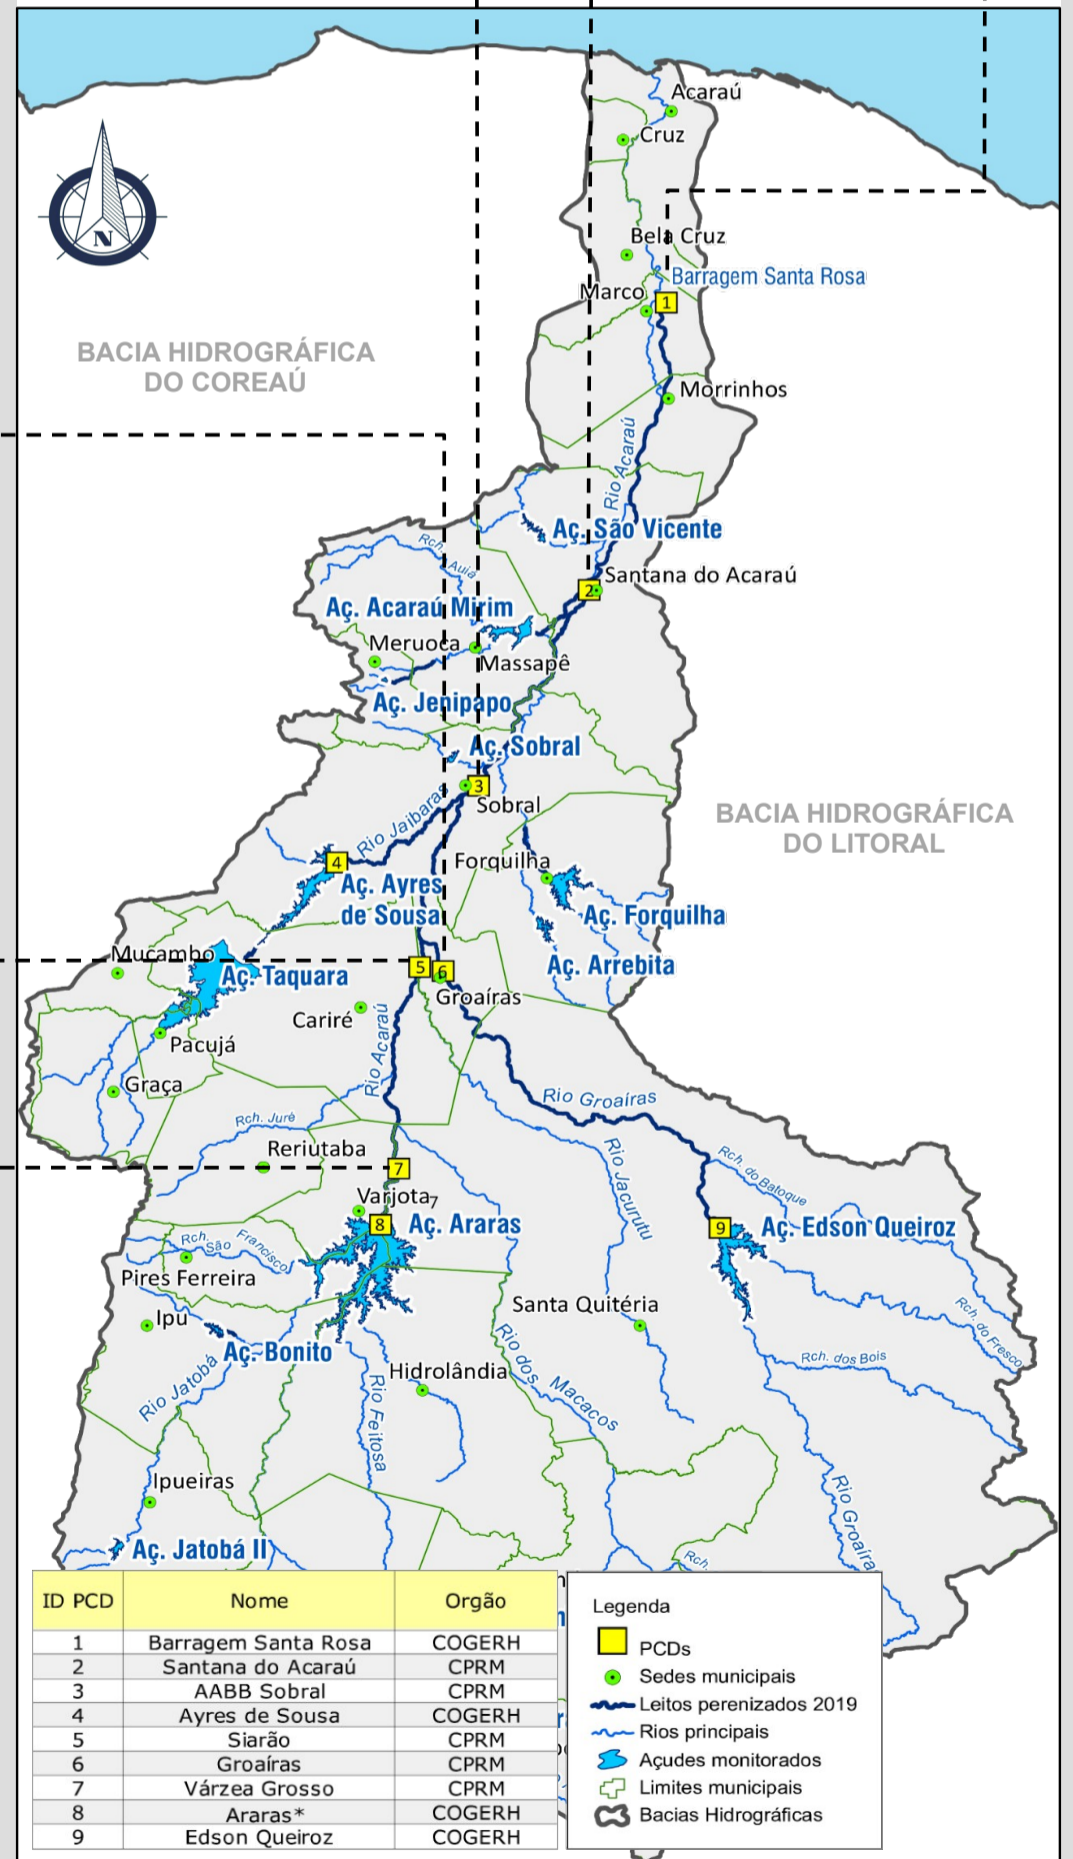 Acaraú
Cruz
N
Bela Cruz
Barragem Santa Rosa
Marco
1
BACIA HIDROGRÁFICA
DO COREAÚ
Morrinhos
Rio Acaraú
Aç. São Vicente
Rch. Auiá
Santana do Acaraú
2
Aç. Acaraú Mirim
Meruoca
Massapê
Aç. Jenipapo
Aç. Sobral
3
Sobral
Rio Jaibaras
BACIA HIDROGRÁFICA
DO LITORAL
4
Forquilha
Aç. Ayres
de Sousa
Aç. Forquilha
Mucambo
Aç. Taquara
5
6
Aç. Arrebita
Groaíras
Cariré
Rio Acaraú
Pacujá
Graça
Rio Groaíras
Rch. Juré
Reriutaba
7
Rio Jacurutu
Rch. do Batoque
Varjota
7
8
Aç. Araras
9
Aç. Edson Queiroz
Rch. São Francisco
Pires Ferreira
Santa Quitéria
Ipu
Rch. do Fresco
Aç. Bonito
Rio dos Macacos
Rch. dos Bois
Hidrolândia
Rio Jatobá
Rio Feitosa
Ipueiras
Rio Groaíra
Aç. Jatobá II
Rch.
ID PCD Nome Orgão
1 Barragem Santa Rosa COGERH
2 Santana do Acaraú CPRM
3 AABB Sobral CPRM
4 Ayres de Sousa COGERH
5 Siarão CPRM
6 Groaíras CPRM
7 Várzea Grosso CPRM
8 Araras* COGERH
9 Edson Queiroz COGERH
Legenda
PCDs
Sedes municipais
Leitos perenizados 2019
Rios principais
Açudes monitorados
Limites municipais
Bacias Hidrográficas